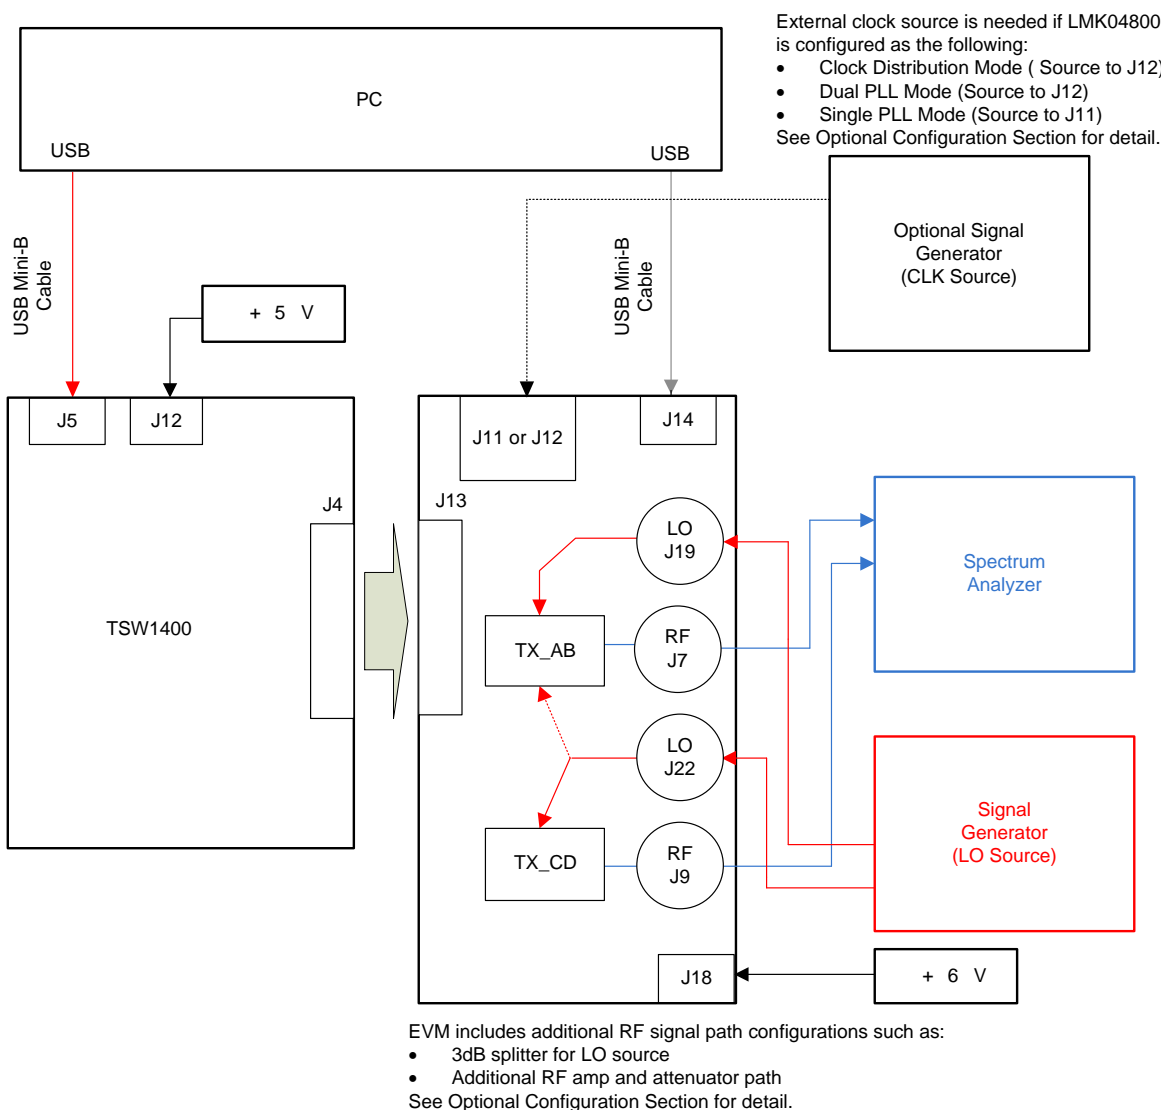 External clock source is needed if LMK04800
is configured as the following:
• Clock Distribution Mode ( Source to J12)
• Dual PLL Mode (Source to J12)
• Single PLL Mode (Source to J11)
See Optional Configuration Section for detail.
PC
USB
USB
USB Mini-B
Cable
USB Mini-B
Cable
Optional Signal
Generator
(CLK Source)
+ 5 V
J5
J12
J11 or J12
J14
J4
J13
LO
J19
Spectrum
Analyzer
TSW1400
TX_AB
RF
J7
LO
J22
Signal
Generator
(LO Source)
TX_CD
RF
J9
J18
+ 6 V
EVM includes additional RF signal path configurations such as:
• 3dB splitter for LO source
• Additional RF amp and attenuator path
See Optional Configuration Section for detail.